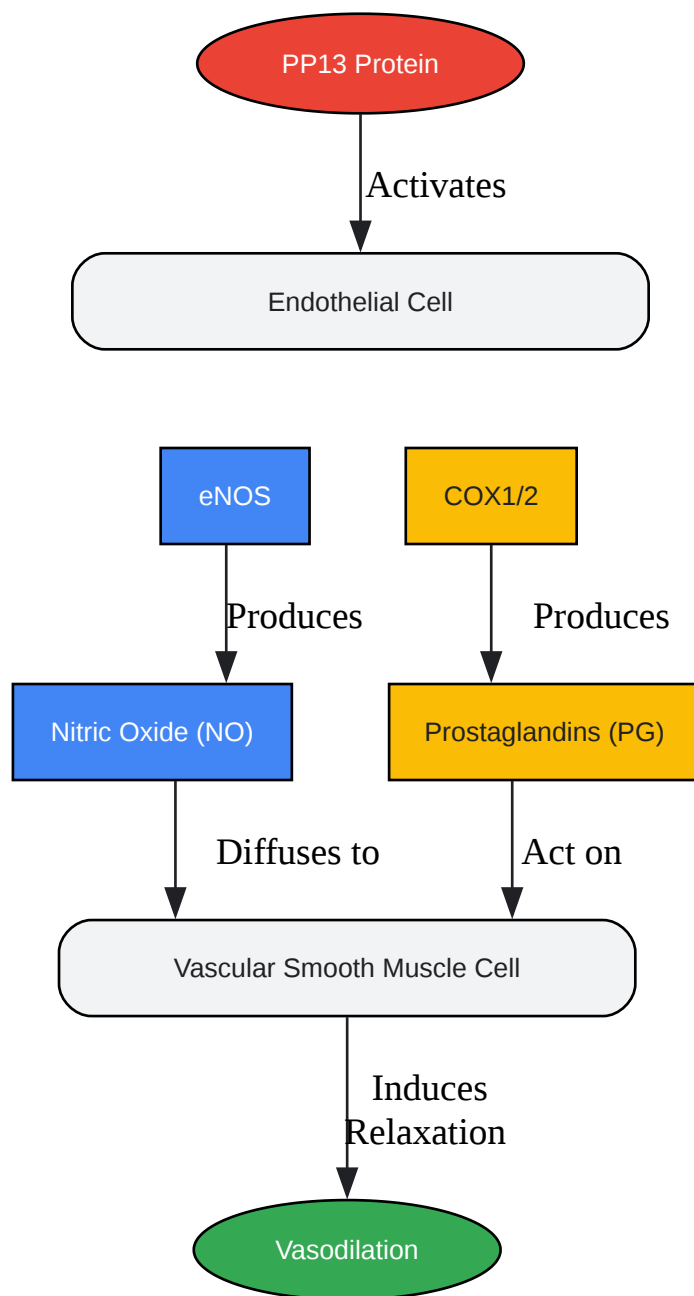 PP13 Protein
Activates
Endothelial Cell
eNOS
COX1/2
Produces
Produces
Nitric Oxide (NO)
Prostaglandins (PG)
Diffuses to
Act on
Vascular Smooth Muscle Cell
Induces
Relaxation
Vasodilation